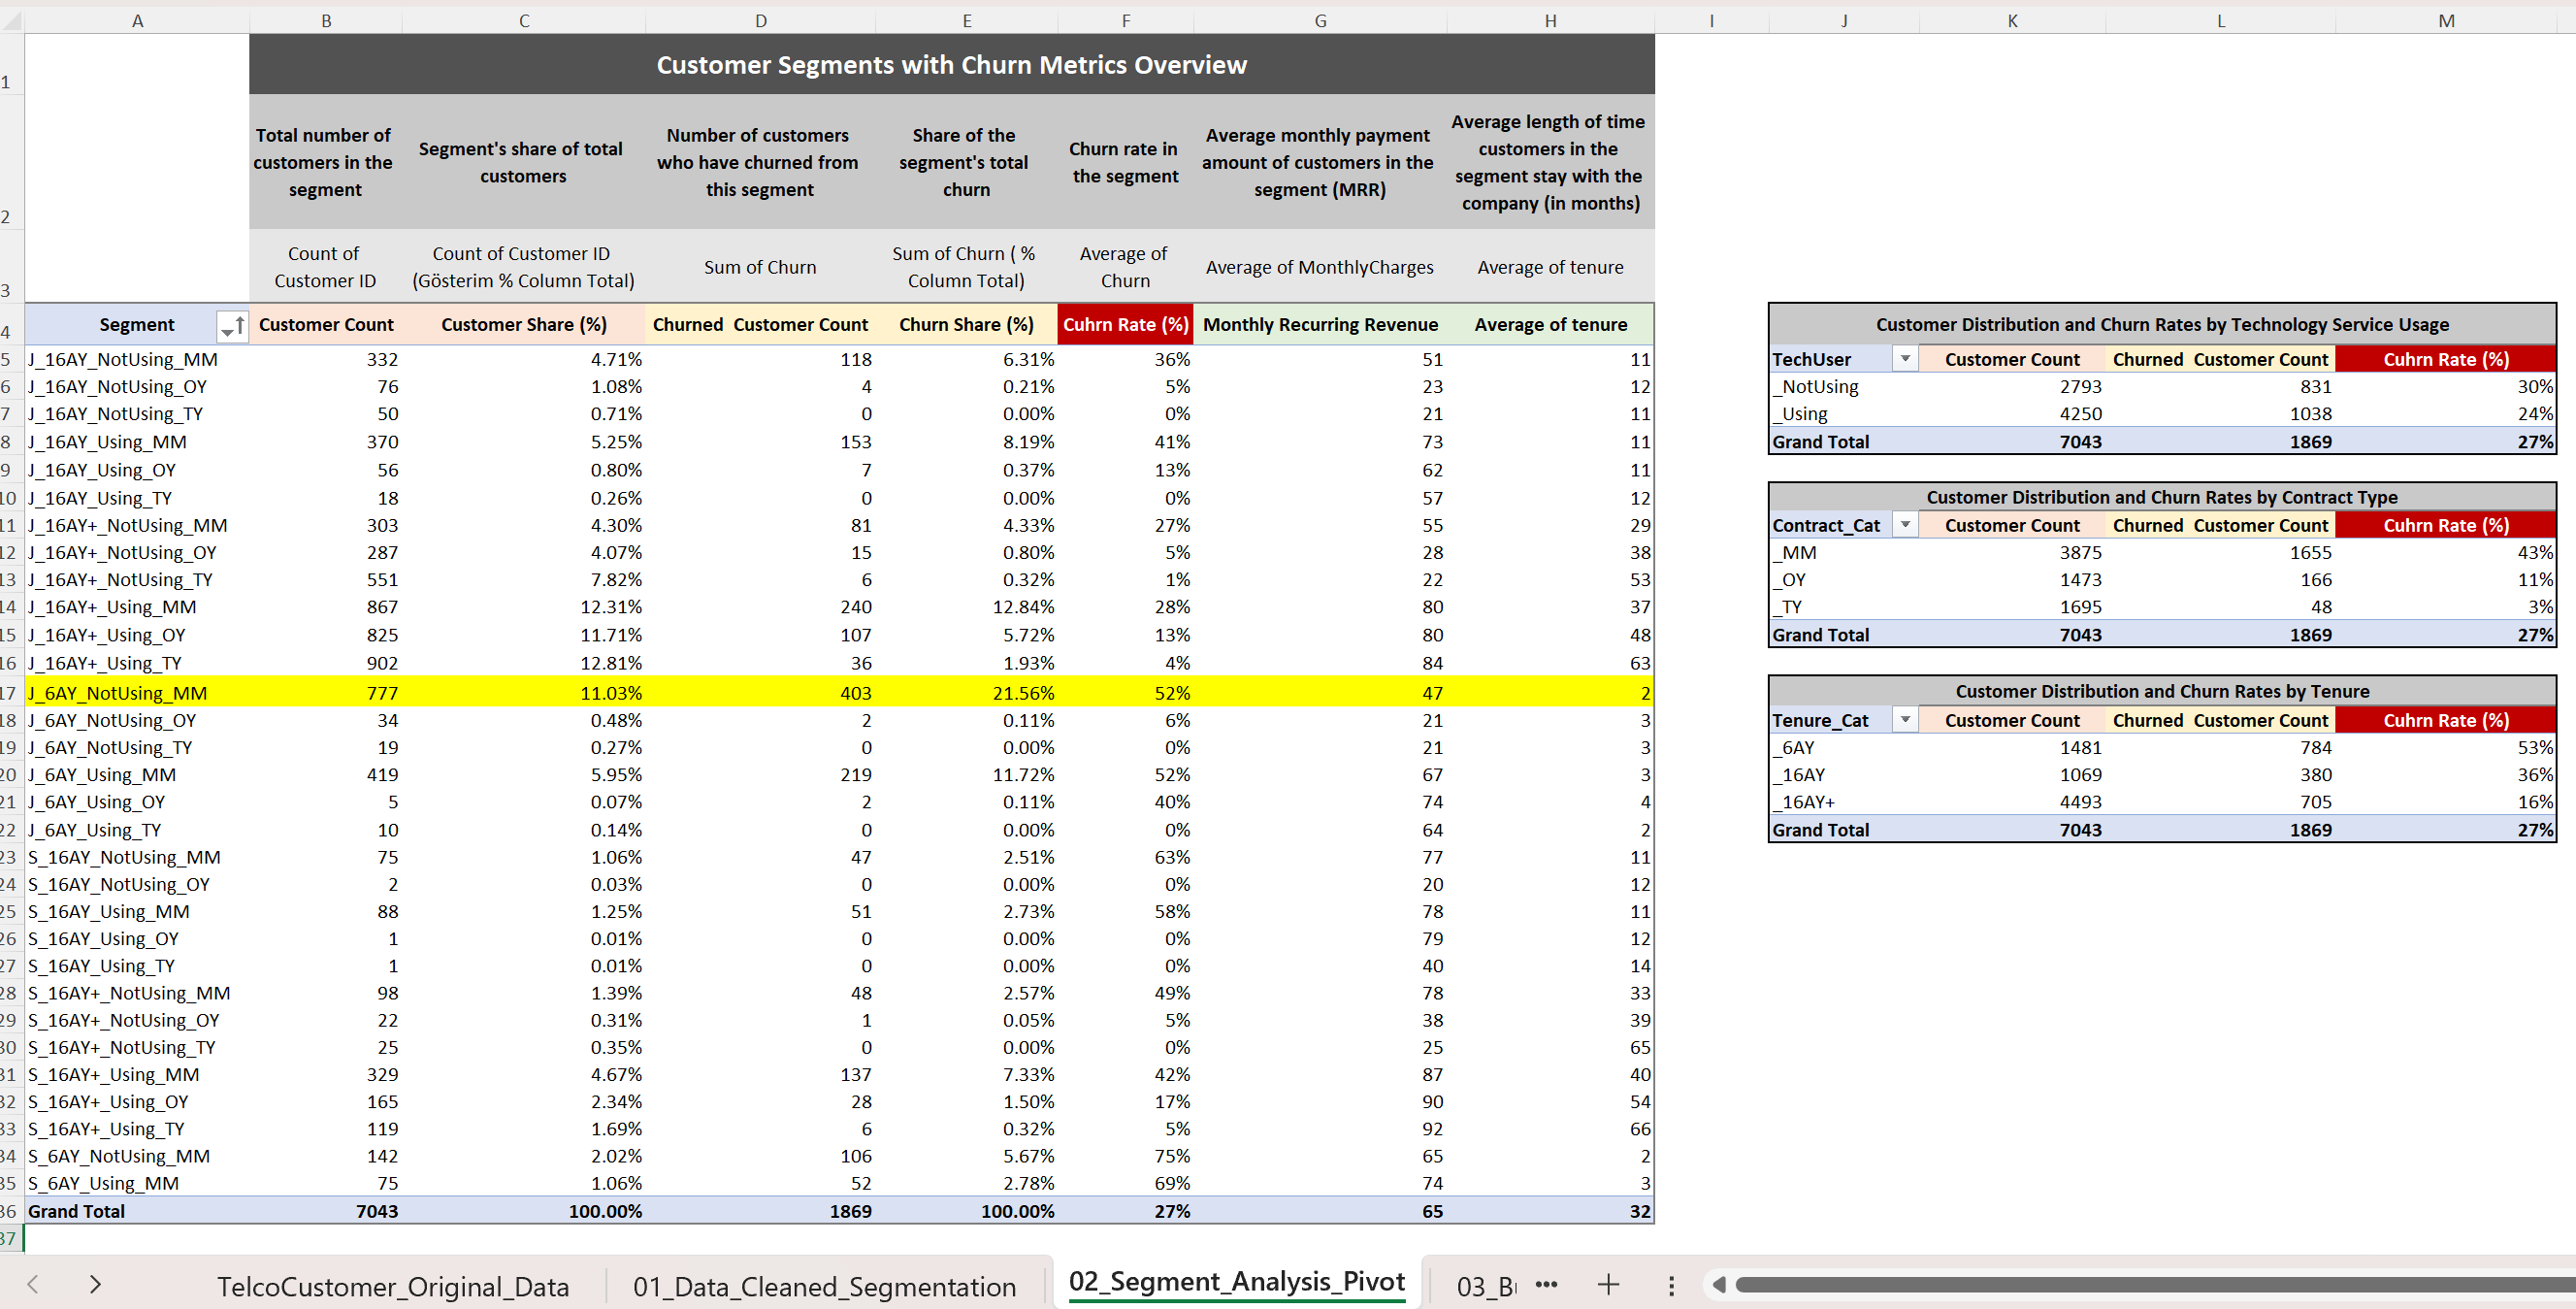 A B C D E F G H I J K L M
1 Customer Segments with Churn Metrics Overview
2 Total number of customers in the segment Segment's share of total customers Number of customers who have churned from this segment Share of the segment's total churn Churn rate in the segment Average monthly payment amount of customers in the segment (MRR) Average length of time customers in the segment stay with the company (in months)
3 Count of Customer ID Count of Customer ID (Gösterim % Column Total) Sum of Churn Sum of Churn ( % Column Total) Average of Churn Average of MonthlyCharges Average of tenure
4 Segment Customer Count Customer Share (%) Churned Customer Count Churn Share (%) Cuhrn Rate (%) Monthly Recurring Revenue Average of tenure
5 J_16AY_NotUsing_MM 332 4.71% 118 6.31% 36% 51 11
6 J_16AY_NotUsing_OY 76 1.08% 4 0.21% 5% 23 12
7 J_16AY_NotUsing_TY 50 0.71% 0 0.00% 0% 21 11
8 J_16AY_Using_MM 370 5.25% 153 8.19% 41% 73 11
9 J_16AY_Using_OY 56 0.80% 7 0.37% 13% 62 11
10 J_16AY_Using_TY 18 0.26% 0 0.00% 0% 57 12
11 J_16AY+_NotUsing_MM 303 4.30% 81 4.33% 27% 55 29
12 J_16AY+_NotUsing_OY 287 4.07% 15 0.80% 5% 28 38
13 J_16AY+_NotUsing_TY 551 7.82% 6 0.32% 1% 22 53
14 J_16AY+_Using_MM 867 12.31% 240 12.84% 28% 80 37
15 J_16AY+_Using_OY 825 11.71% 107 5.72% 13% 80 48
16 J_16AY+_Using_TY 902 12.81% 36 1.93% 4% 84 63
17 J_6AY_NotUsing_MM 777 11.03% 403 21.56% 52% 47 2
18 J_6AY_NotUsing_OY 34 0.48% 2 0.11% 6% 21 3
19 J_6AY_NotUsing_TY 19 0.27% 0 0.00% 0% 21 3
20 J_6AY_Using_MM 419 5.95% 219 11.72% 52% 67 3
21 J_6AY_Using_OY 5 0.07% 2 0.11% 40% 74 4
22 J_6AY_Using_TY 10 0.14% 0 0.00% 0% 64 2
23 S_16AY_NotUsing_MM 75 1.06% 47 2.51% 63% 77 11
24 S_16AY_NotUsing_OY 2 0.03% 0 0.00% 0% 20 12
25 S_16AY_Using_MM 88 1.25% 51 2.73% 58% 78 11
26 S_16AY_Using_OY 1 0.01% 0 0.00% 0% 79 12
27 S_16AY_Using_TY 1 0.01% 0 0.00% 0% 40 14
28 S_16AY+_NotUsing_MM 98 1.39% 48 2.57% 49% 78 33
29 S_16AY+_NotUsing_OY 22 0.31% 1 0.05% 5% 38 39
30 S_16AY+_NotUsing_TY 25 0.35% 0 0.00% 0% 25 65
31 S_16AY+_Using_MM 329 4.67% 137 7.33% 42% 87 40
32 S_16AY+_Using_OY 165 2.34% 28 1.50% 17% 90 54
33 S_16AY+_Using_TY 119 1.69% 6 0.32% 5% 92 66
34 S_6AY_NotUsing_MM 142 2.02% 106 5.67% 75% 65 2
35 S_6AY_Using_MM 75 1.06% 52 2.78% 69% 74 3
36 Grand Total 7043 100.00% 1869 100.00% 27% 65 32
37
Customer Distribution and Churn Rates by Technology Service Usage
TechUser Customer Count Churned Customer Count Cuhrn Rate (%)
_NotUsing 2793 831 30%
_Using 4250 1038 24%
Grand Total 7043 1869 27%
Customer Distribution and Churn Rates by Contract Type
Contract_Cat Customer Count Churned Customer Count Cuhrn Rate (%)
_MM 3875 1655 43%
_OY 1473 166 11%
_TY 1695 48 3%
Grand Total 7043 1869 27%
Customer Distribution and Churn Rates by Tenure
Tenure_Cat Customer Count Churned Customer Count Cuhrn Rate (%)
_6AY 1481 784 53%
_16AY 1069 380 36%
_16AY+ 4493 705 16%
Grand Total 7043 1869 27%
TelcoCustomer_Original_Data 01_Data_Cleaned_Segmentation 02_Segment_Analysis_Pivot 03_B